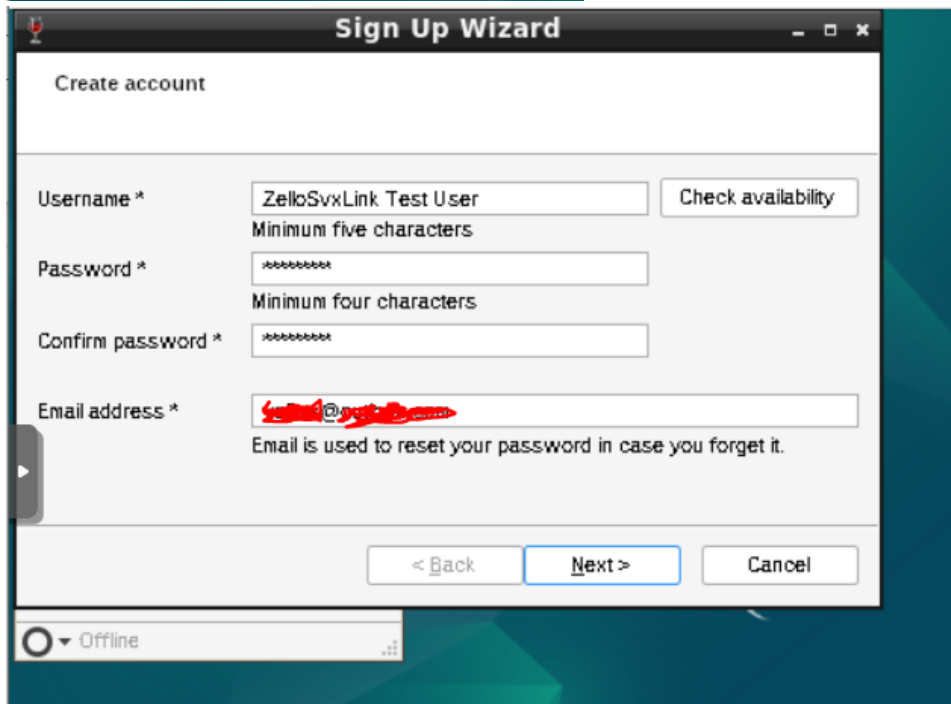 Sign Up Wizard
Create account
Username *
ZelloSvxLink Test User
Check availability
Minimum five characters
Password *
*********
Minimum four characters
Confirm password *
*********
Email address *
Email is used to reset your password in case you forget it.
< Back
Next >
Cancel
Offline